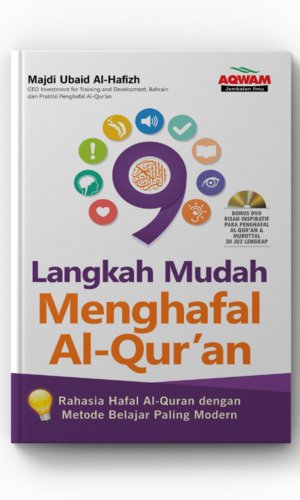 Majdi Ubaid Al-Hafizh
CEO Investment for Training and Development, Bahrain
dan Praktisi Penghafal Al-Qur'an
AQWAM
Jembatan Ilmu
9
BONUS DVD
KISAH INSPIRATIF
PARA PENGHAFAL
AL-QUR'AN &
MUROTTAL
30 JUZ LENGKAP
Langkah Mudah
Menghafal
Al-Qur'an
Rahasia Hafal Al-Quran dengan
Metode Belajar Paling Modern